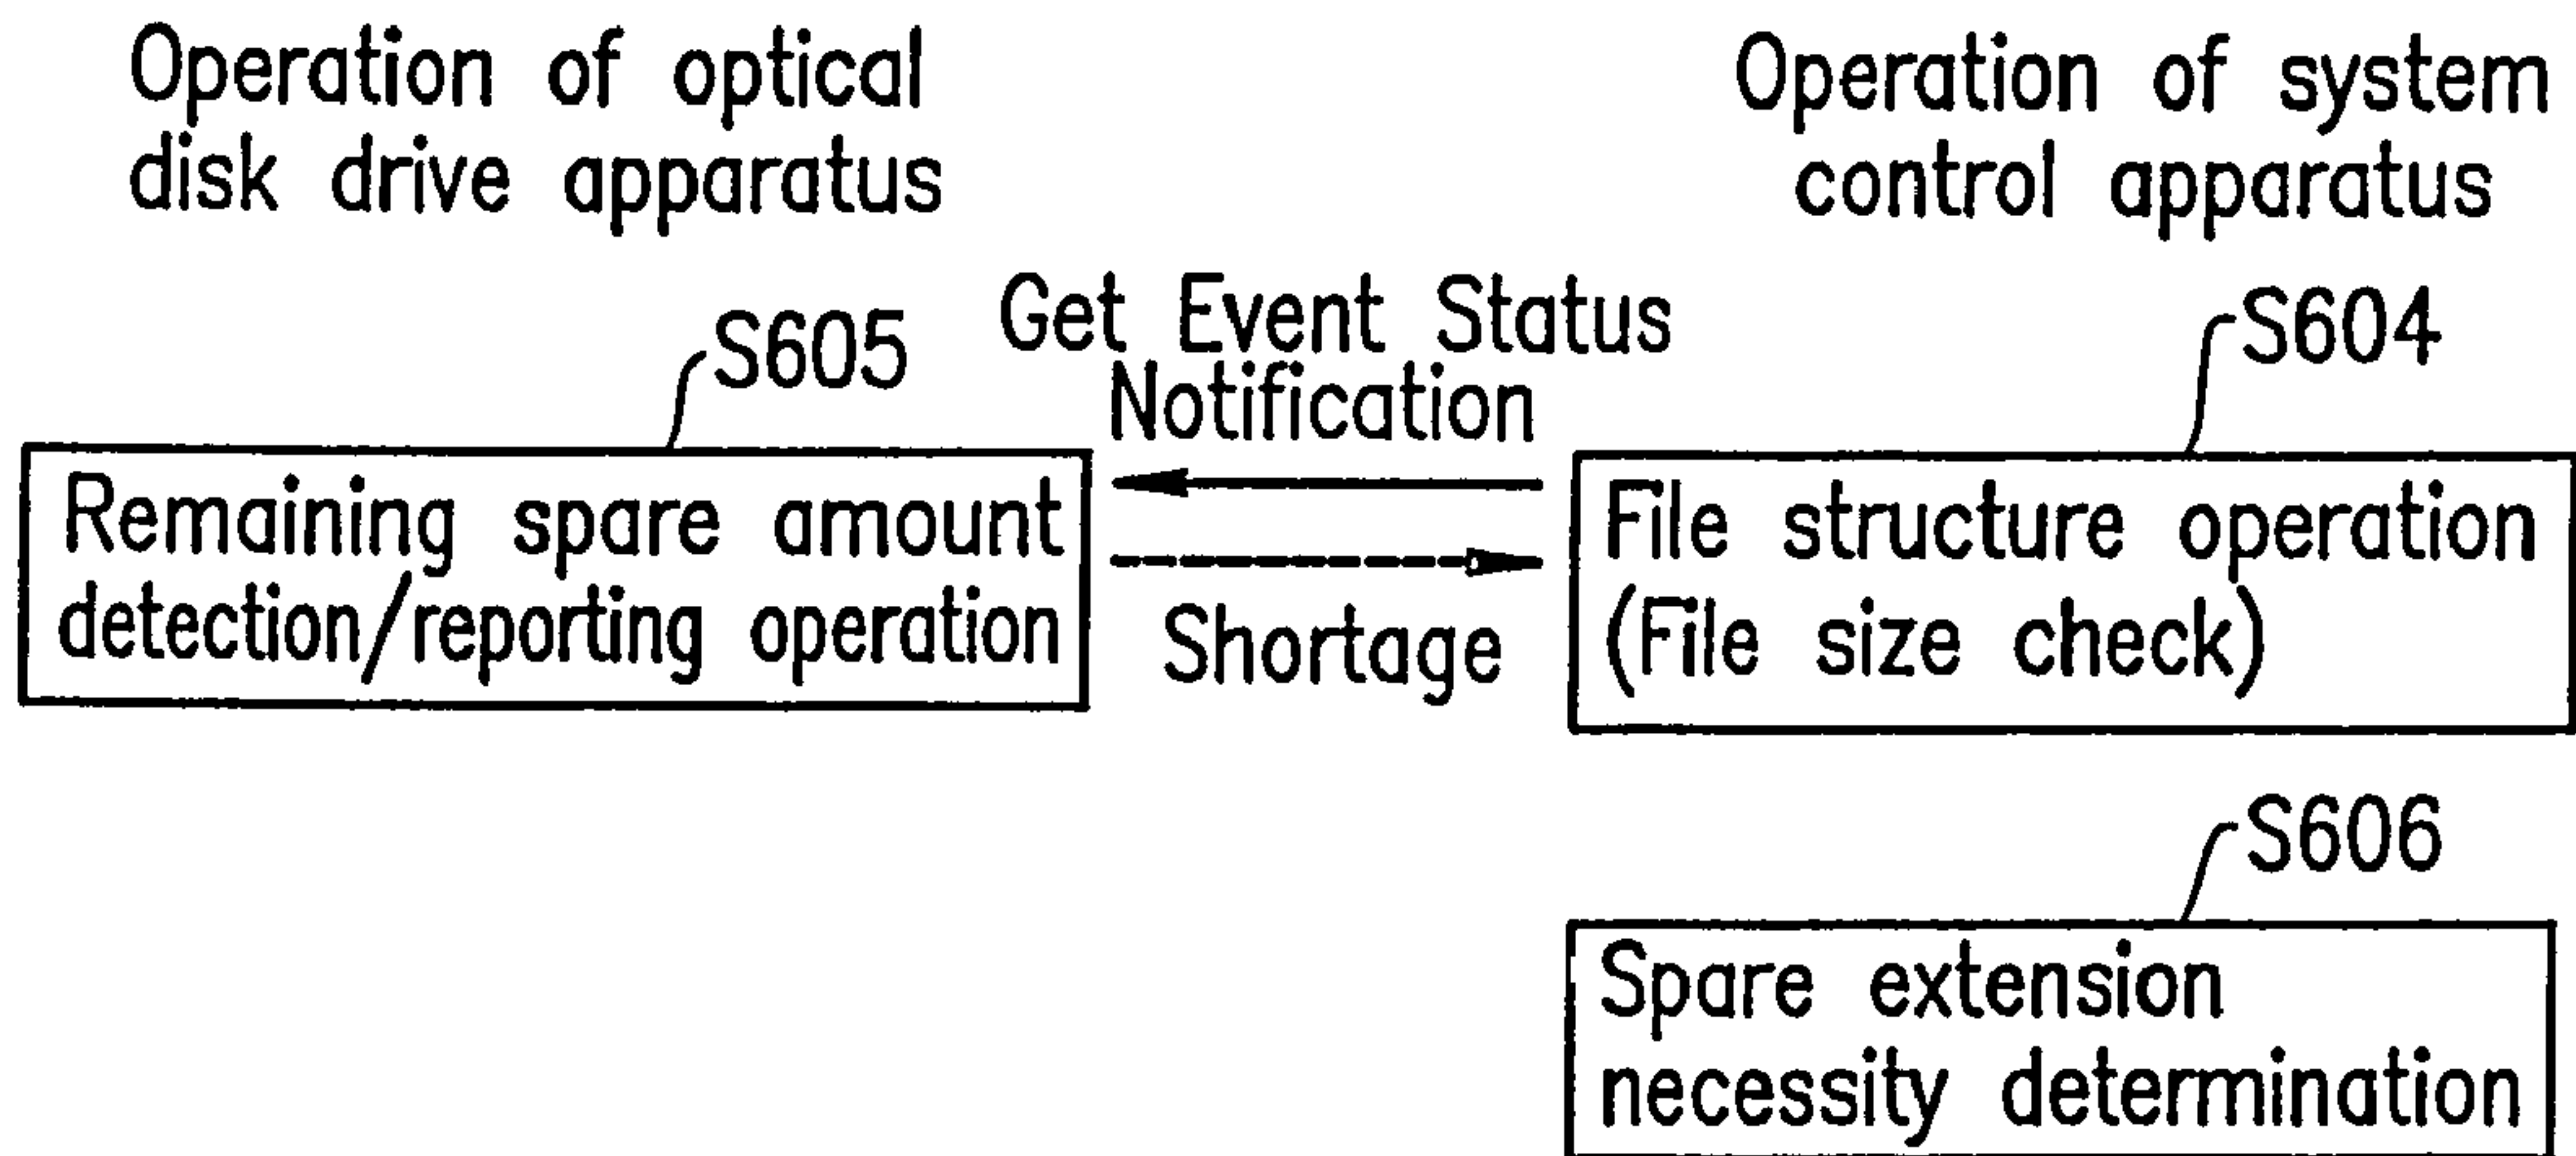 Operation of optical
disk drive apparatus
Operation of system
control apparatus
S605
Get Event Status
Notification
S604
Remaining spare amount
detection/reporting operation
Shortage
File structure operation
(File size check)
S606
Spare extension
necessity determination